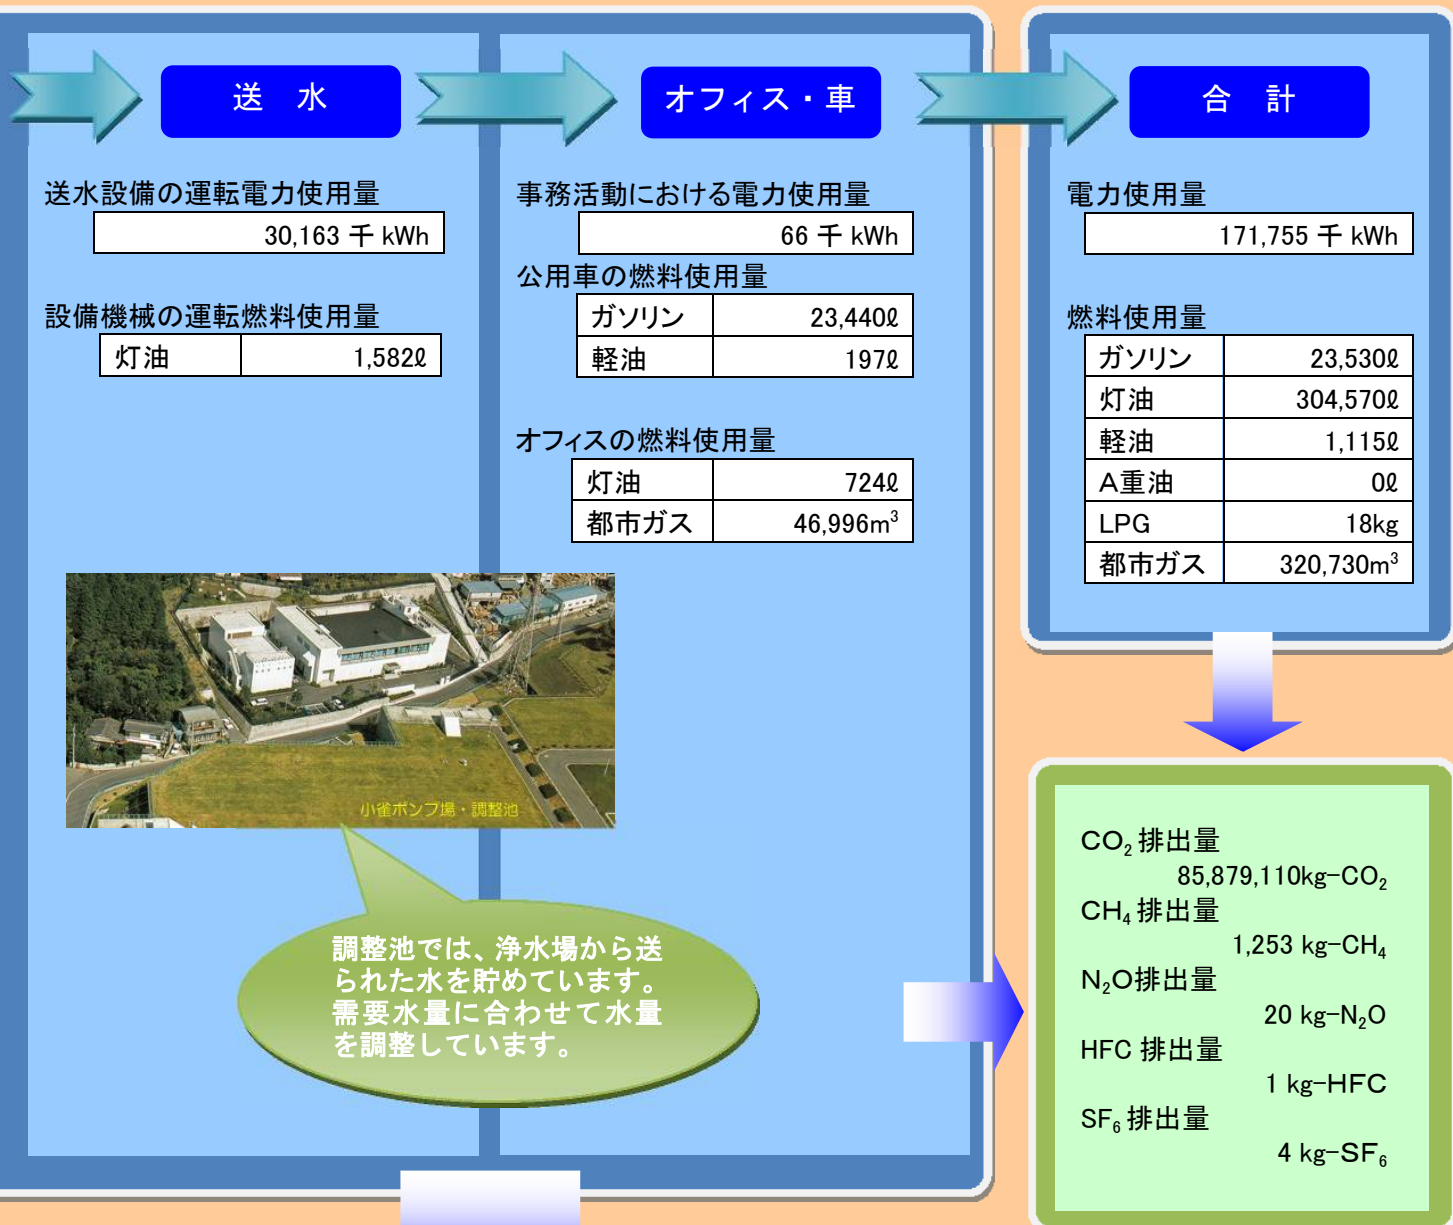 送 水
送水設備の運転電力使用量
30,163 千 kWh
設備機械の運転燃料使用量
灯油 1,582ℓ
小雀ポンプ場・調整池
調整池では、浄水場から送
られた水を貯めています。
需要水量に合わせて水量
を調整しています。
オフィス・車
事務活動における電力使用量
66 千 kWh
公用車の燃料使用量
ガソリン 23,440ℓ
軽油 197ℓ
オフィスの燃料使用量
灯油 724ℓ
都市ガス 46,996m³
合 計
電力使用量
171,755 千 kWh
燃料使用量
ガソリン 23,530ℓ
灯油 304,570ℓ
軽油 1,115ℓ
A重油 0ℓ
LPG 18kg
都市ガス 320,730m³
CO₂排出量
85,879,110kg-CO₂
CH₄排出量
1,253 kg-CH₄
N₂O排出量
20 kg-N₂O
HFC 排出量
1 kg-HFC
SF₆排出量
4 kg-SF₆